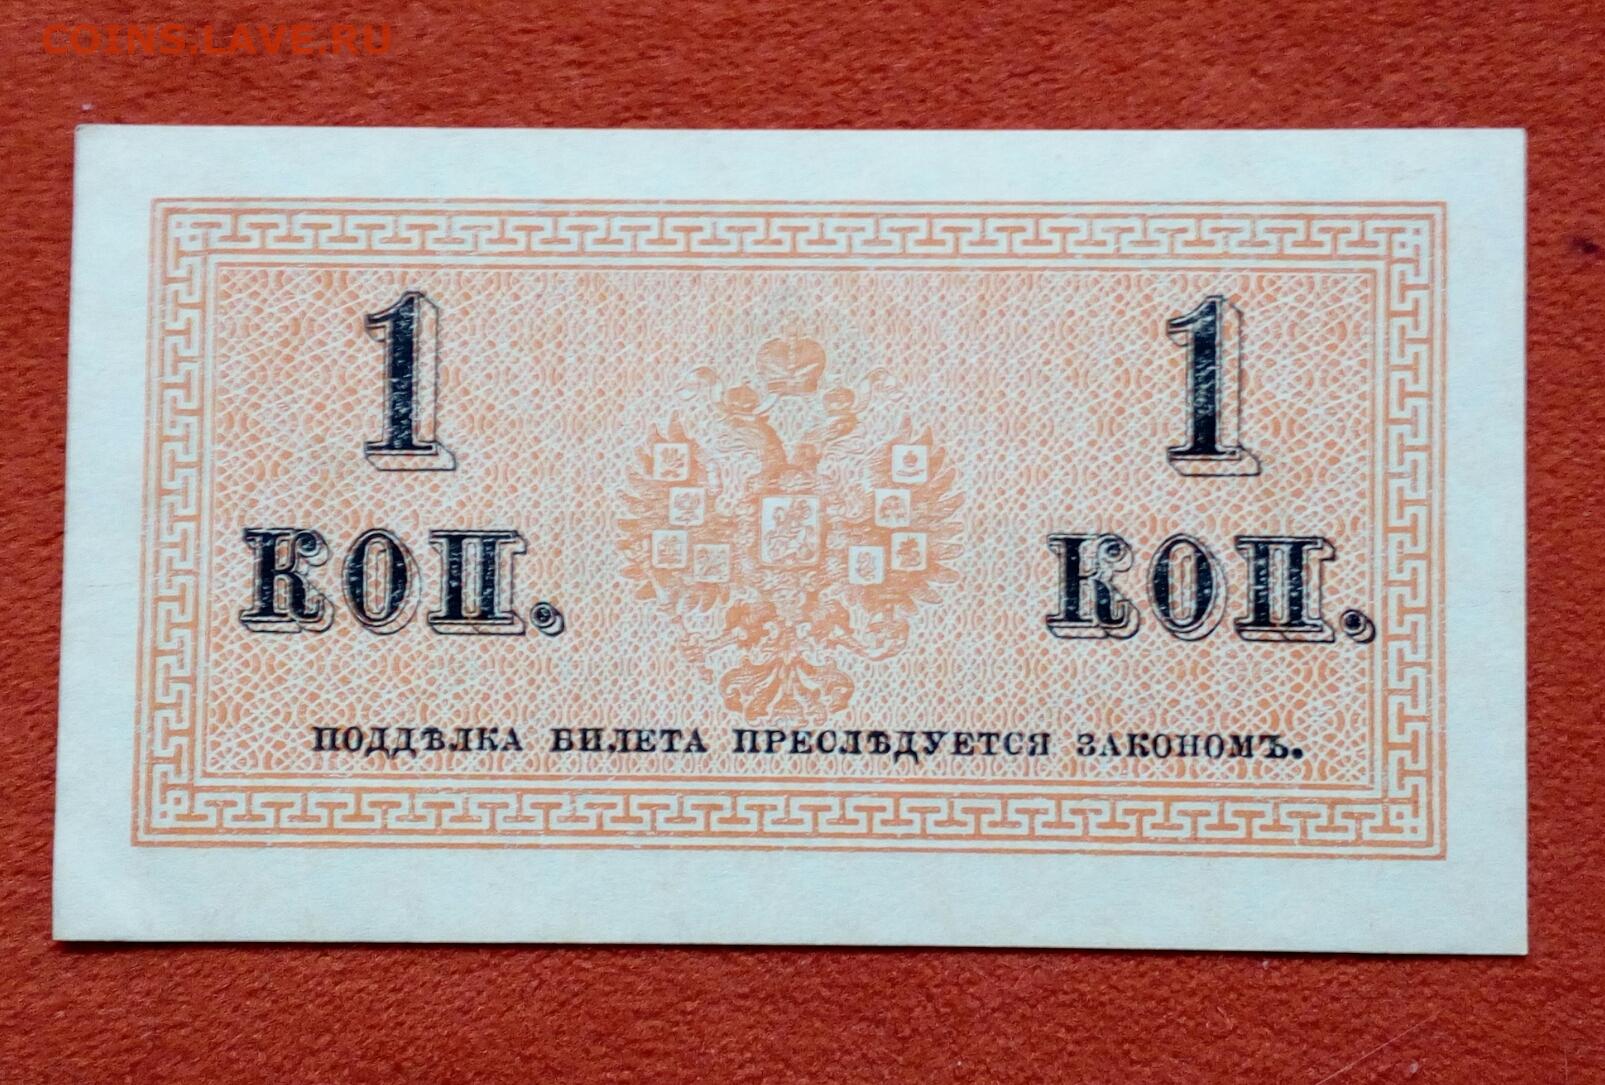 COINS.LAVE.RU
1 1
КОП. КОП.
ПОДДѢЛКА БИЛЕТА ПРЕСЛѢДУЕТСЯ ЗАКОНОМЪ.